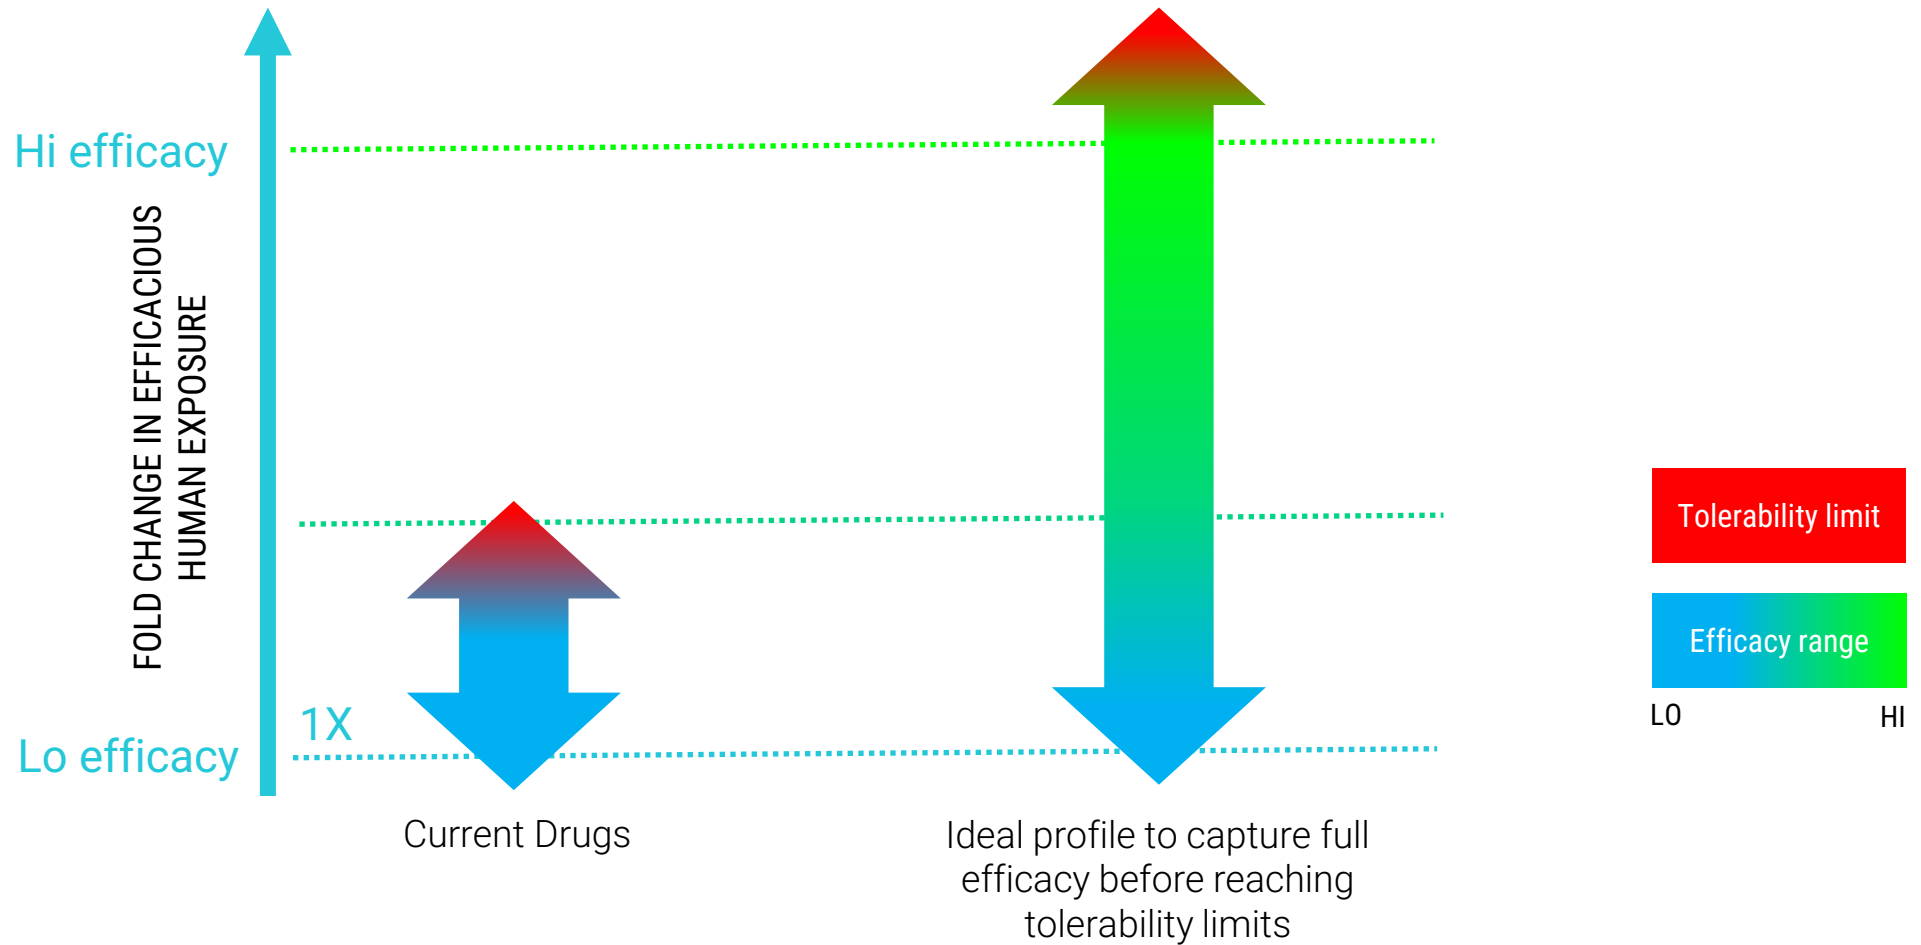 Hi efficacy
FOLD CHANGE IN EFFICACIOUS
HUMAN EXPOSURE
1X
Lo efficacy
Current Drugs
Ideal profile to capture full
efficacy before reaching
tolerability limits
Tolerability limit
Efficacy range
LO
HI